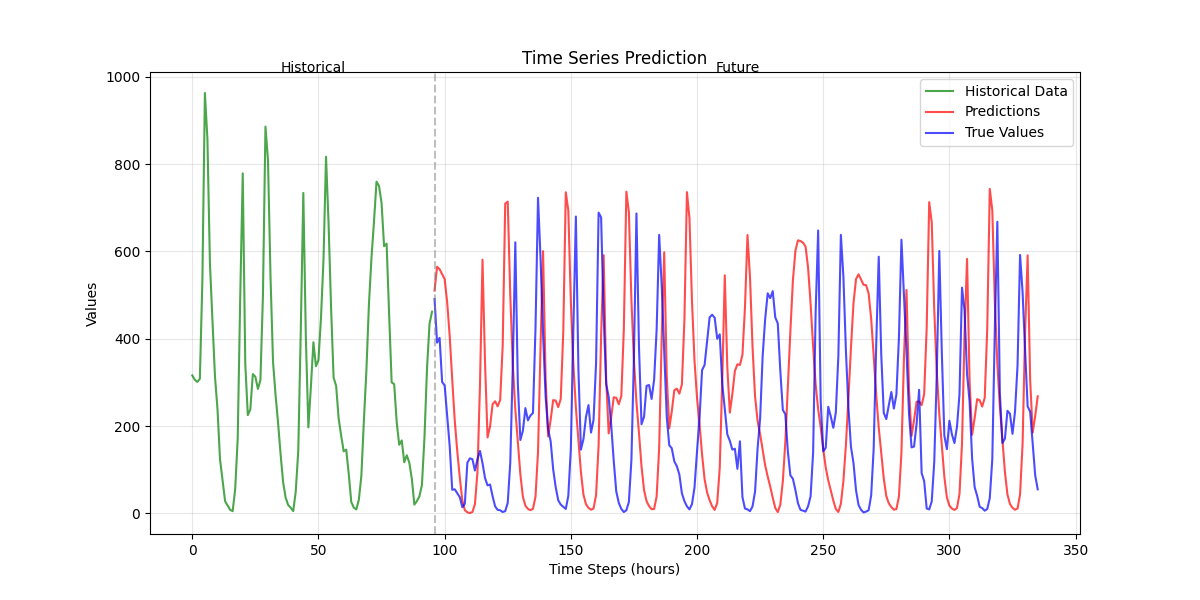 Time Series Prediction
Historical
Future
Historical Data
Predictions
True Values
Values
1000
800
600
400
200
0
0
50
100
150
200
250
300
350
Time Steps (hours)